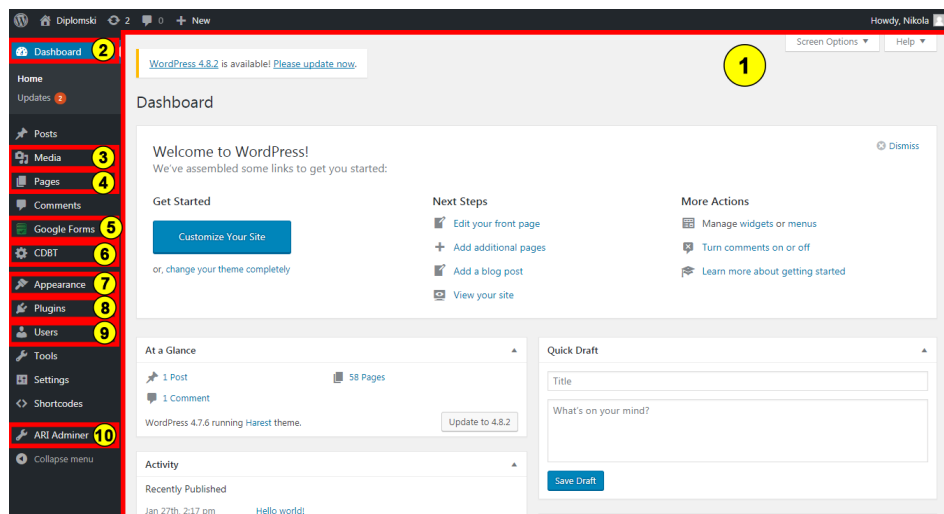 Diplomski 2 0 + New Howdy, Nikola
Dashboard 2
Home
Updates 2
Posts
Media 3
Pages 4
Comments
Google Forms 5
CDBT 6
Appearance 7
Plugins 8
Users 9
Tools
Settings
Shortcodes
ARI Adminer 10
Collapse menu
1
Screen Options Help
WordPress 4.8.2 is available! Please update now.
Dashboard
Welcome to WordPress! Dismiss
We've assembled some links to get you started:
Get Started
Customize Your Site
or, change your theme completely
Next Steps
Edit your front page
Add additional pages
Add a blog post
View your site
More Actions
Manage widgets or menus
Turn comments on or off
Learn more about getting started
At a Glance
1 Post 58 Pages
1 Comment
WordPress 4.7.6 running Harest theme. Update to 4.8.2
Activity
Recently Published
Jan 27th, 2:17 pm Hello world!
Quick Draft
Title
What's on your mind?
Save Draft